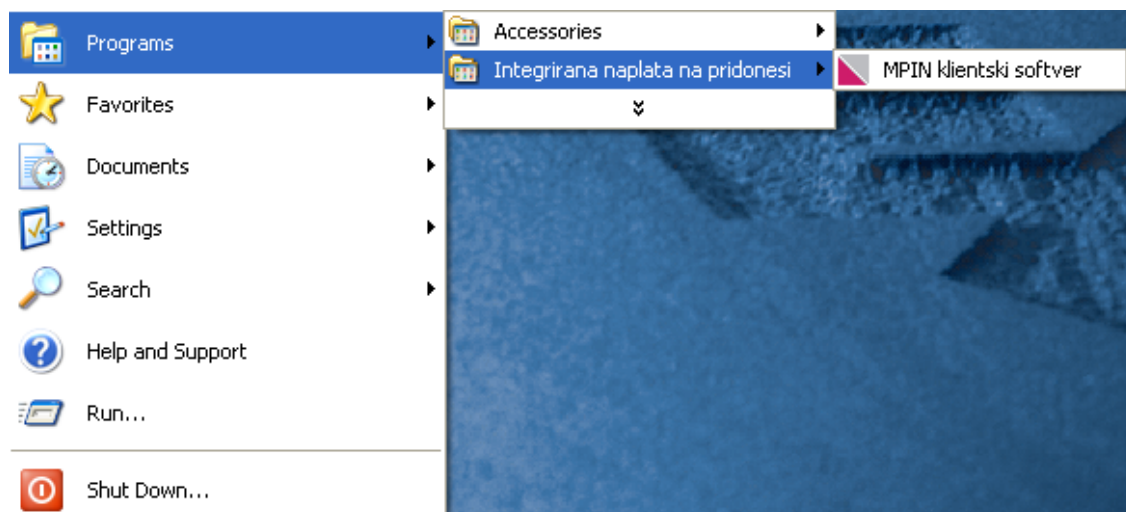 Programs
Favorites
Documents
Settings
Search
Help and Support
Run...
Shut Down...
Accessories
Integrirana naplata na pridonesi
MPIN klientski softver